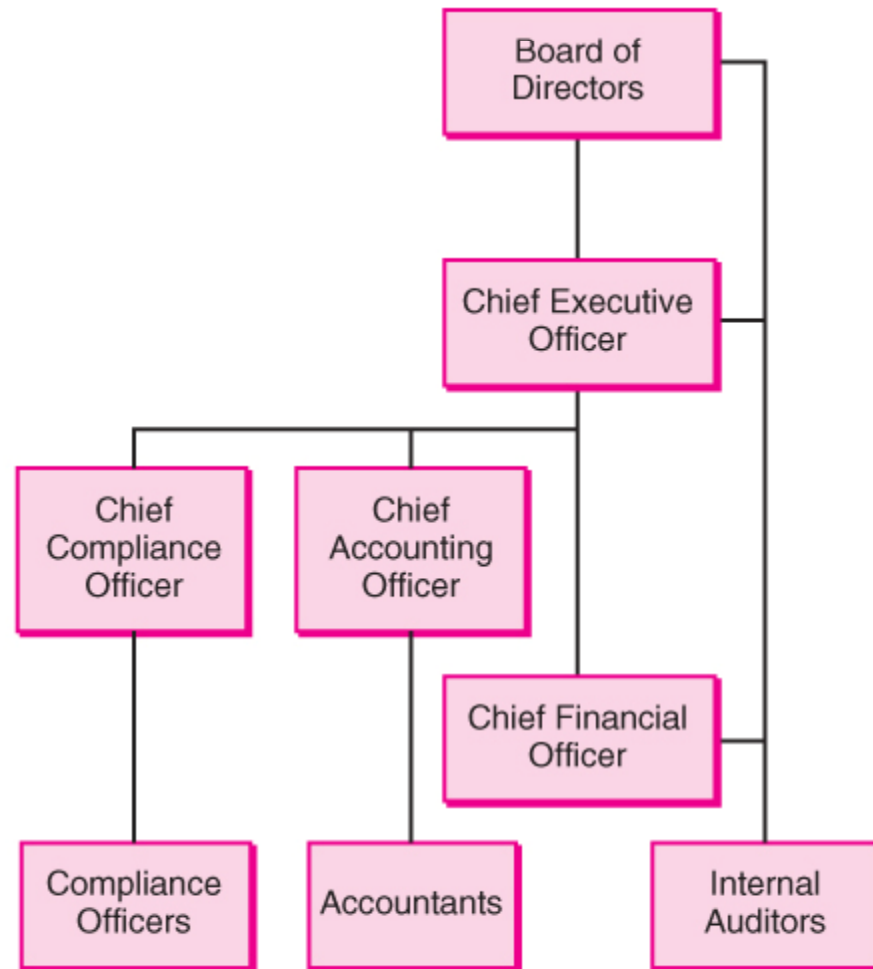 Board of
Directors
Chief Executive
Officer
Chief
Compliance
Officer
Chief
Accounting
Officer
Chief Financial
Officer
Compliance
Officers
Accountants
Internal
Auditors